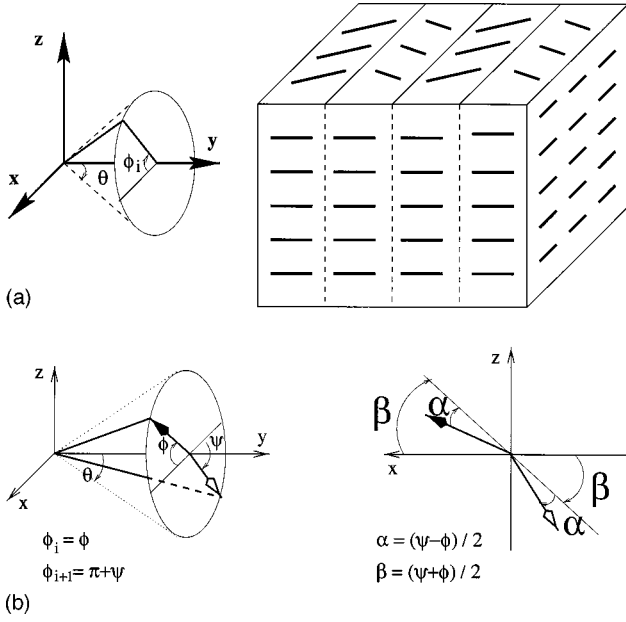 (a)
z
y
x
θ
ϕi
(b)
z
y
x
θ
ϕ
ψ
ϕi = ϕ
ϕi+1 = π+ψ
z
x
β
α
β
α
α = (ψ−ϕ) / 2
β = (ψ+ϕ) / 2